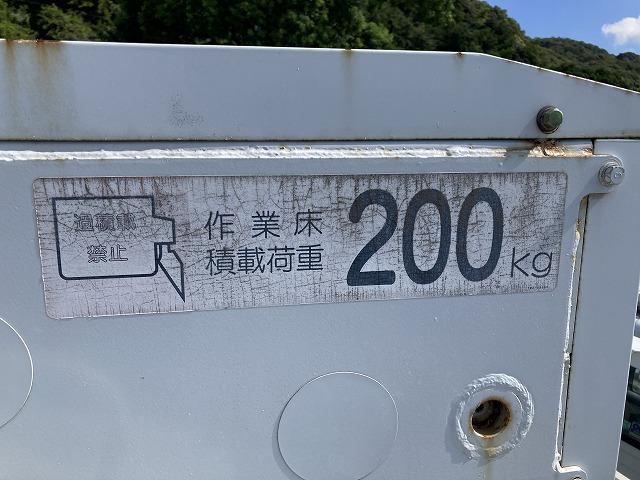 過積載
禁止
作業床
積載荷重
200kg